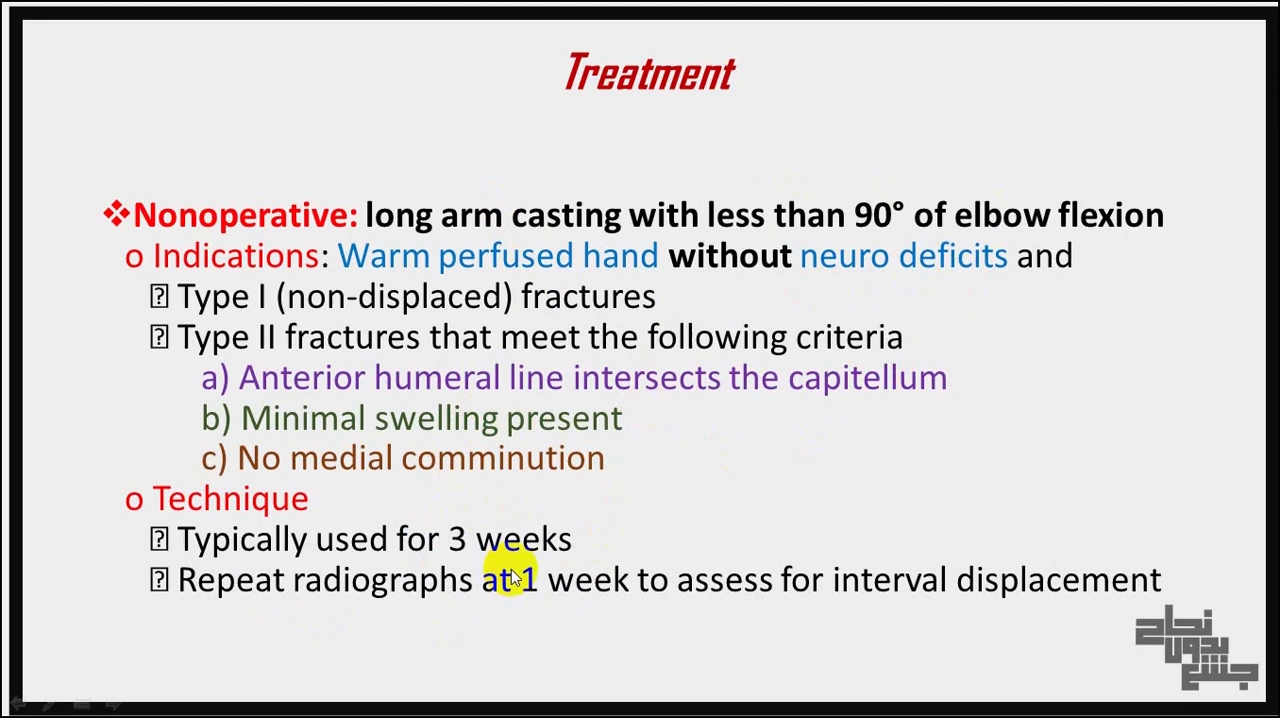 Treatment
❖Nonoperative: long arm casting with less than 90° of elbow flexion
o Indications: Warm perfused hand without neuro deficits and
⍰ Type I (non-displaced) fractures
⍰ Type II fractures that meet the following criteria
a) Anterior humeral line intersects the capitellum
b) Minimal swelling present
c) No medial comminution
o Technique
⍰ Typically used for 3 weeks
⍰ Repeat radiographs at 1 week to assess for interval displacement
نجاح
بدون
جشع